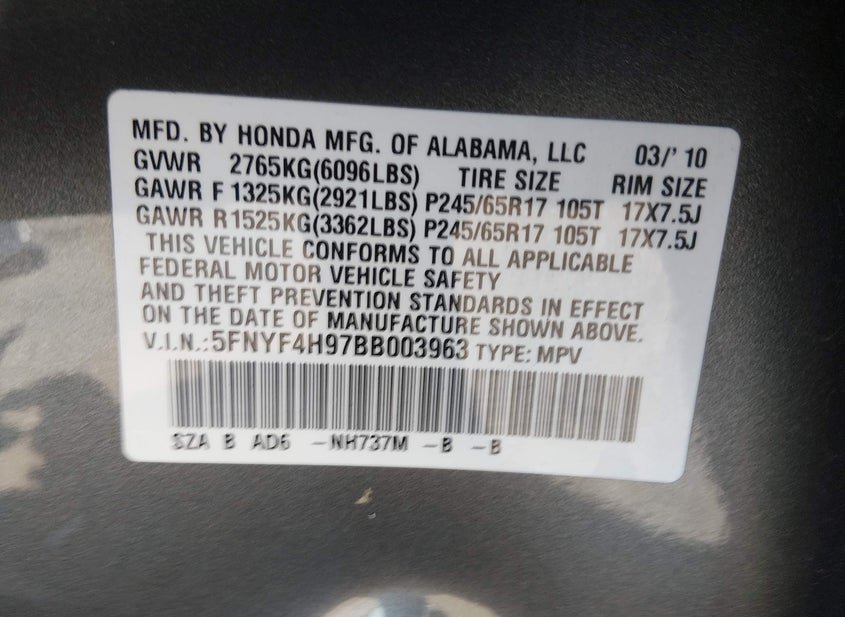 MFD. BY HONDA MFG. OF ALABAMA, LLC 03/'10
GVWR 2765KG(6096LBS) TIRE SIZE RIM SIZE
GAWR F 1325KG(2921LBS) P245/65R17 105T 17X7.5J
GAWR R 1525KG(3362LBS) P245/65R17 105T 17X7.5J
THIS VEHICLE CONFORMS TO ALL APPLICABLE
FEDERAL MOTOR VEHICLE SAFETY
AND THEFT PREVENTION STANDARDS IN EFFECT
ON THE DATE OF MANUFACTURE SHOWN ABOVE.
V.I.N.:5FNYF4H97BB003963 TYPE: MPV
SZA B AD6 -NH737M -B -B